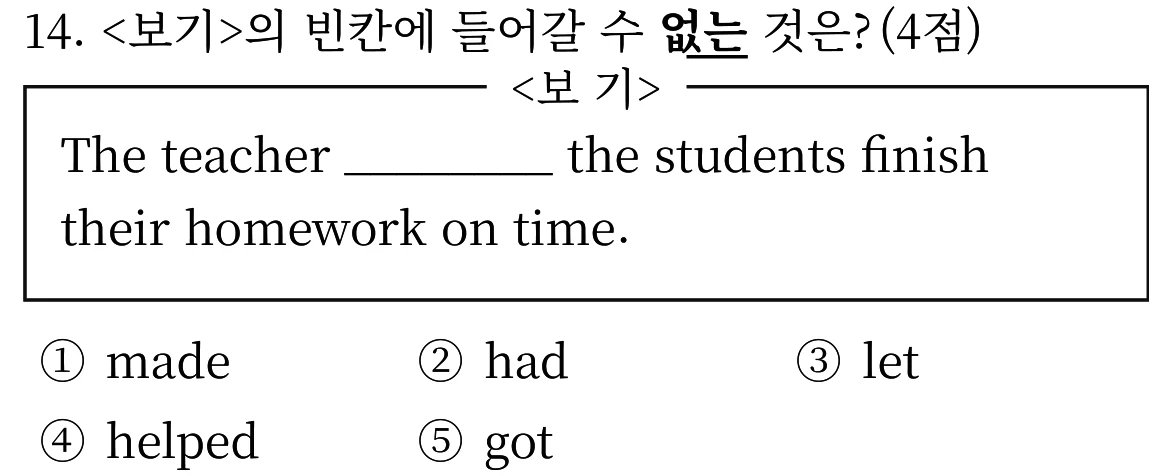 14. <보기>의 빈칸에 들어갈 수 없는 것은?(4점)
<보 기>
The teacher ________ the students finish
their homework on time.
① made ② had ③ let
④ helped ⑤ got